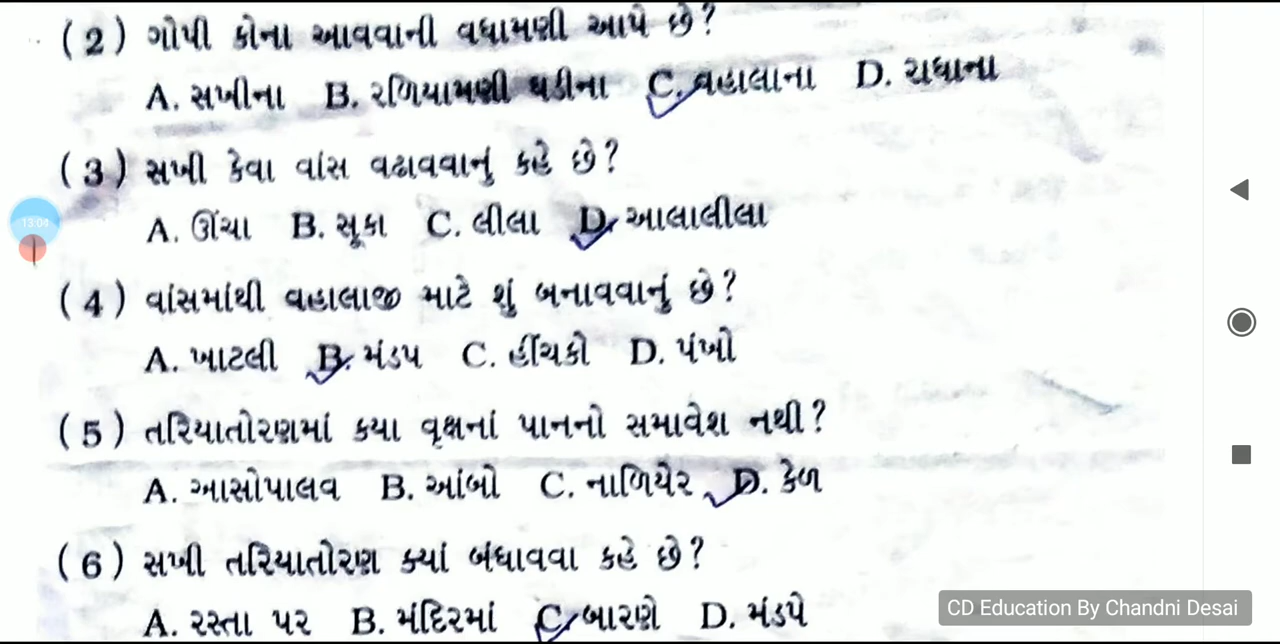 (2) ગોપી કોના આવવાની વધામણી આપે છે?
A. સખીના B. રળિયામણી ઘડીના C. વહાલાના D. રાધાના
(3) સખી કેવા વાંસ વઢાવવાનું કહે છે?
A. ઊંચા B. સૂકા C. લીલા D. આલાલીલા
13:09
(4) વાંસમાંથી વહાલાજી માટે શું બનાવવાનું છે?
A. ખાટલી B. મંડપ C. હીંચકો D. પંખો
(5) તરિયાતોરણમાં કયા વૃક્ષનાં પાનનો સમાવેશ નથી?
A. આસોપાલવ B. આંબો C. નાળિયેર D. કેળ
(6) સખી તરિયાતોરણ ક્યાં બંધાવવા કહે છે?
A. રસ્તા પર B. મંદિરમાં C. બારણે D. મંડપે
CD Education By Chandni Desai